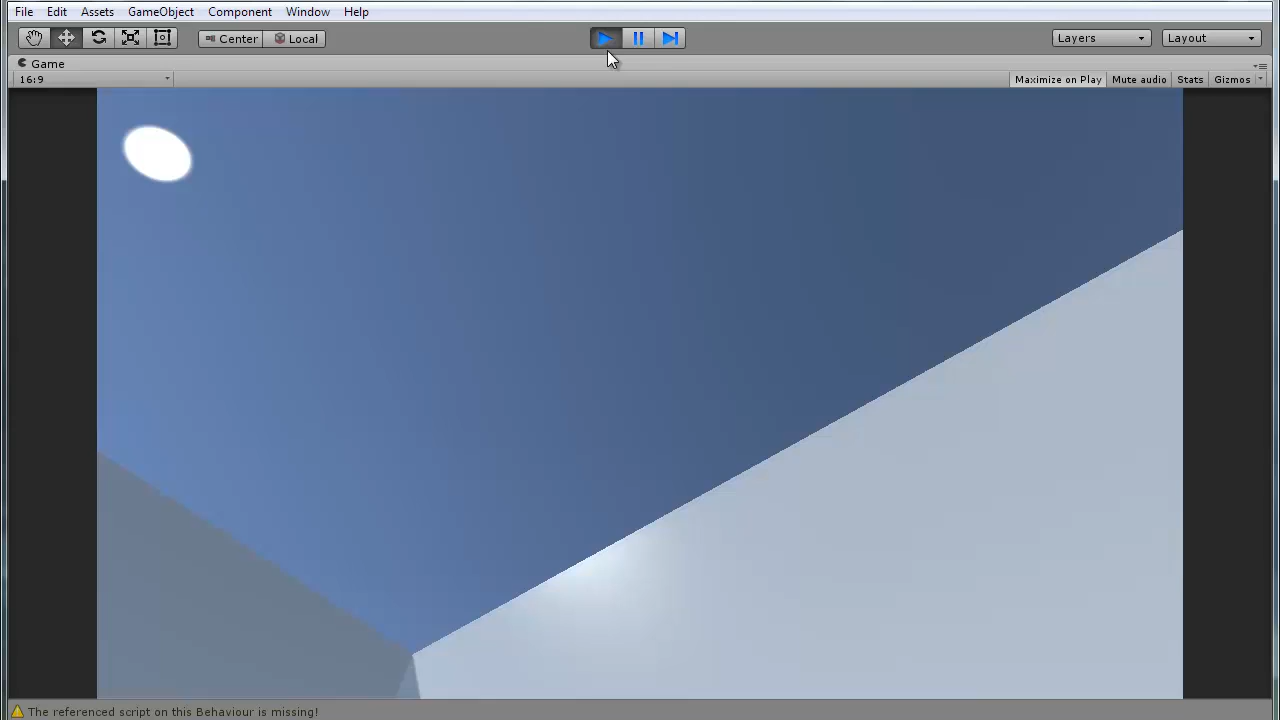 File Edit Assets GameObject Component Window Help
Center Local Layers Layout
Game
16:9 Maximize on Play Mute audio Stats Gizmos
The referenced script on this Behaviour is missing!